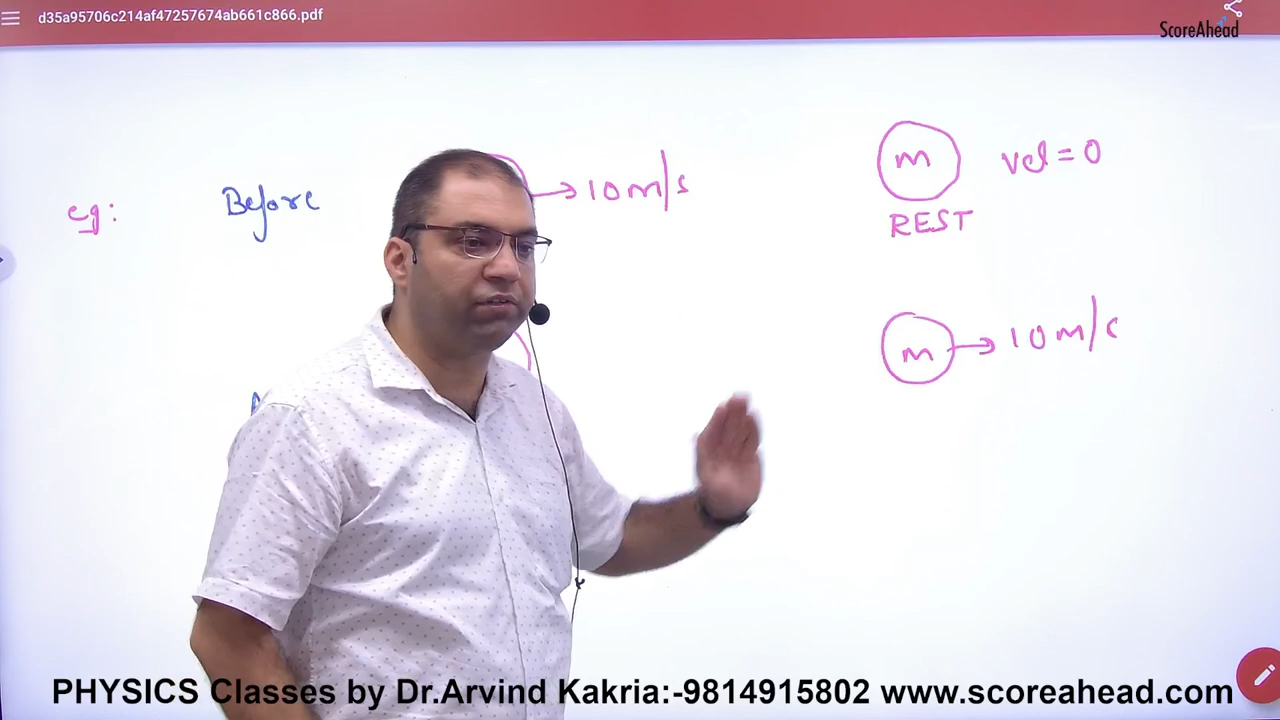 d35a95706c214af47257674ab661c866.pdf
ScoreAhead
eg: Before 10 m/s m vel = 0
REST
m 10 m/s
PHYSICS Classes by Dr.Arvind Kakria:-9814915802 www.scoreahead.com